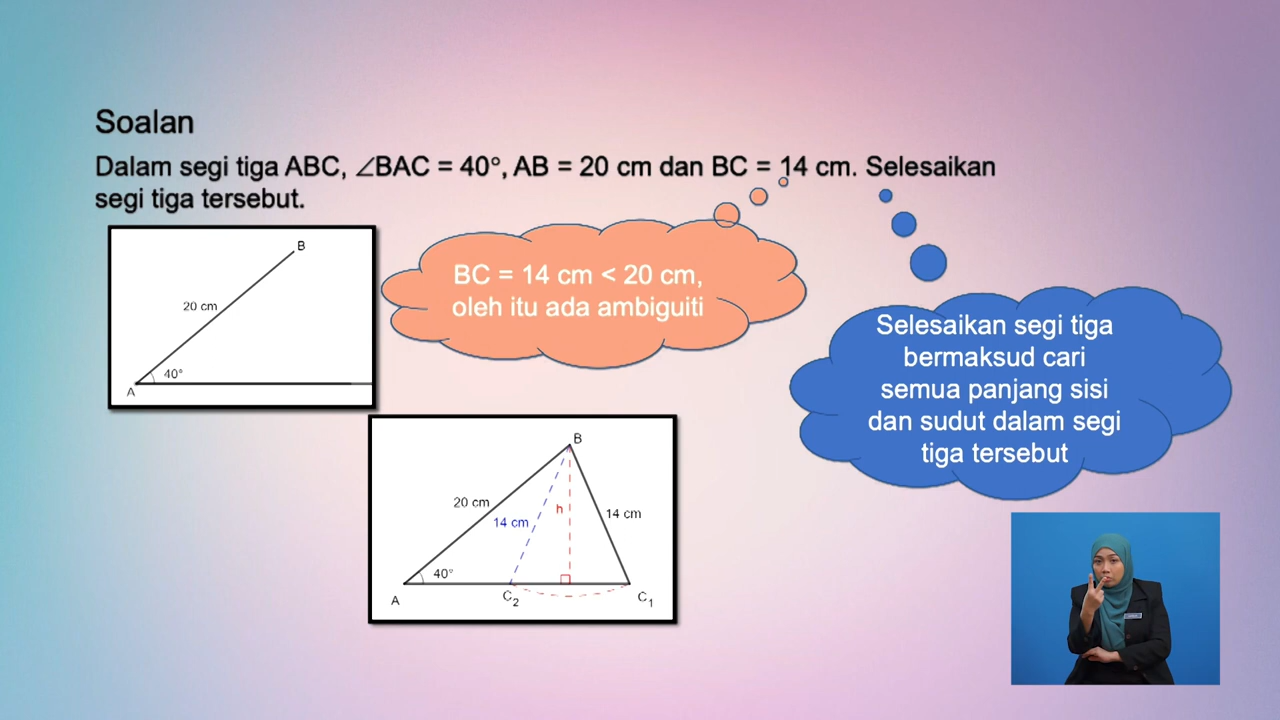 Soalan
Dalam segi tiga ABC, ∠BAC = 40°, AB = 20 cm dan BC = 14 cm. Selesaikan
segi tiga tersebut.
B
20 cm
40°
A
BC = 14 cm < 20 cm,
oleh itu ada ambiguiti
Selesaikan segi tiga
bermaksud cari
semua panjang sisi
dan sudut dalam segi
tiga tersebut
B
20 cm
14 cm
h
14 cm
40°
A
C₂
C₁